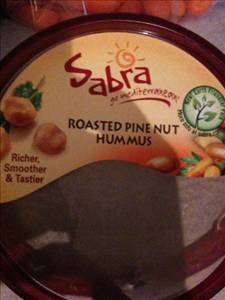 Sabra
go mediterranean
ROASTED PINE NUT
HUMMUS
Richer,
Smoother
& Tastier